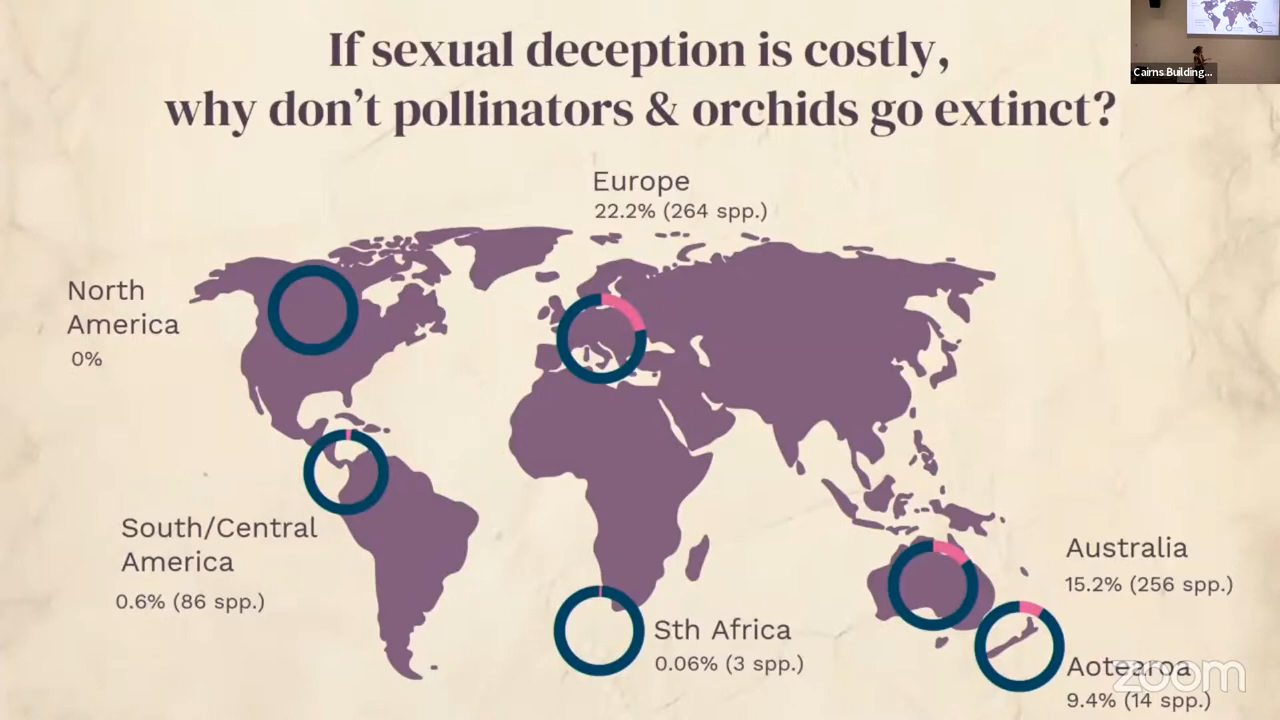 If sexual deception is costly,
why don't pollinators & orchids go extinct?
Cairns Building...
Europe
22.2% (264 spp.)
North
America
0%
South/Central
America
0.6% (86 spp.)
Sth Africa
0.06% (3 spp.)
Australia
15.2% (256 spp.)
Aotearoa
9.4% (14 spp.)
zoom